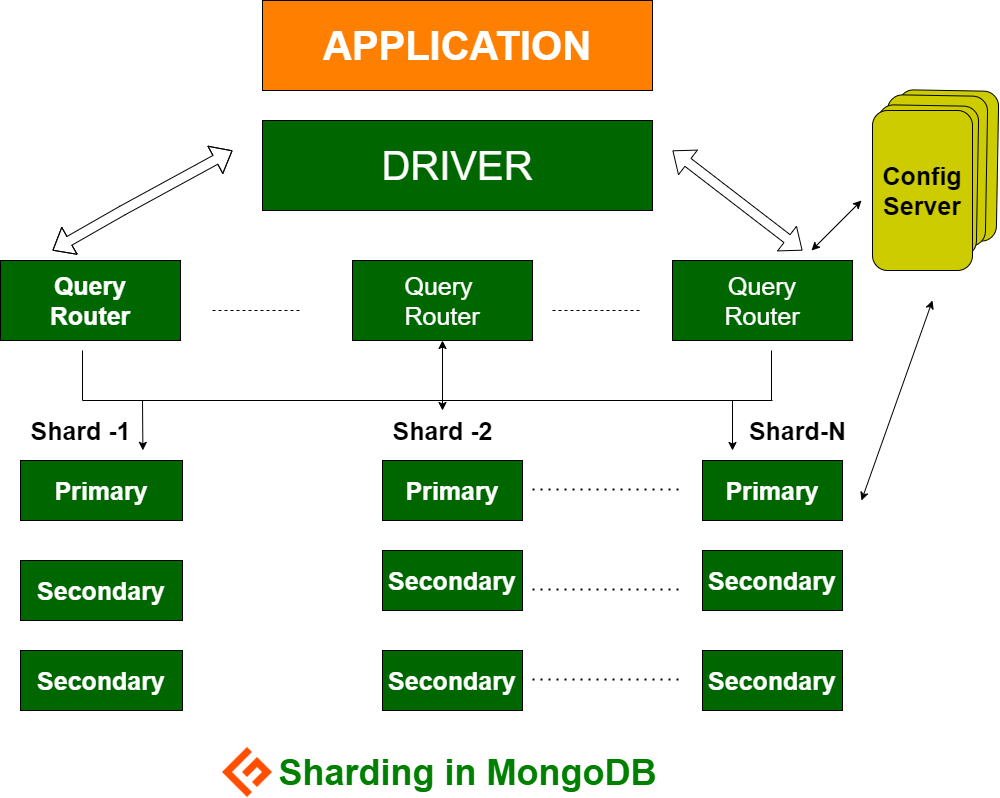 APPLICATION
DRIVER
Config
Server
Query
Router
Query
Router
Query
Router
Shard -1
Shard -2
Shard-N
Primary
Primary
Primary
Secondary
Secondary
Secondary
Secondary
Secondary
Secondary
Sharding in MongoDB